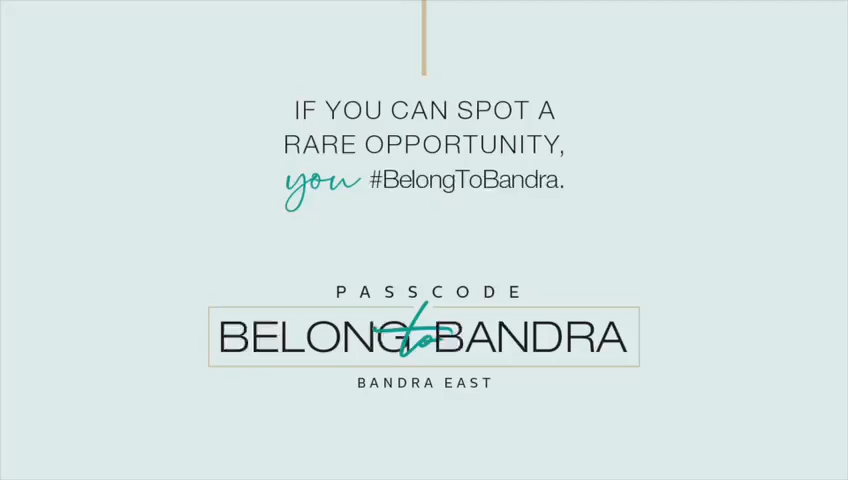 IF YOU CAN SPOT A
RARE OPPORTUNITY,
you #BelongToBandra.
PASSCODE
BELONG to BANDRA
BANDRA EAST